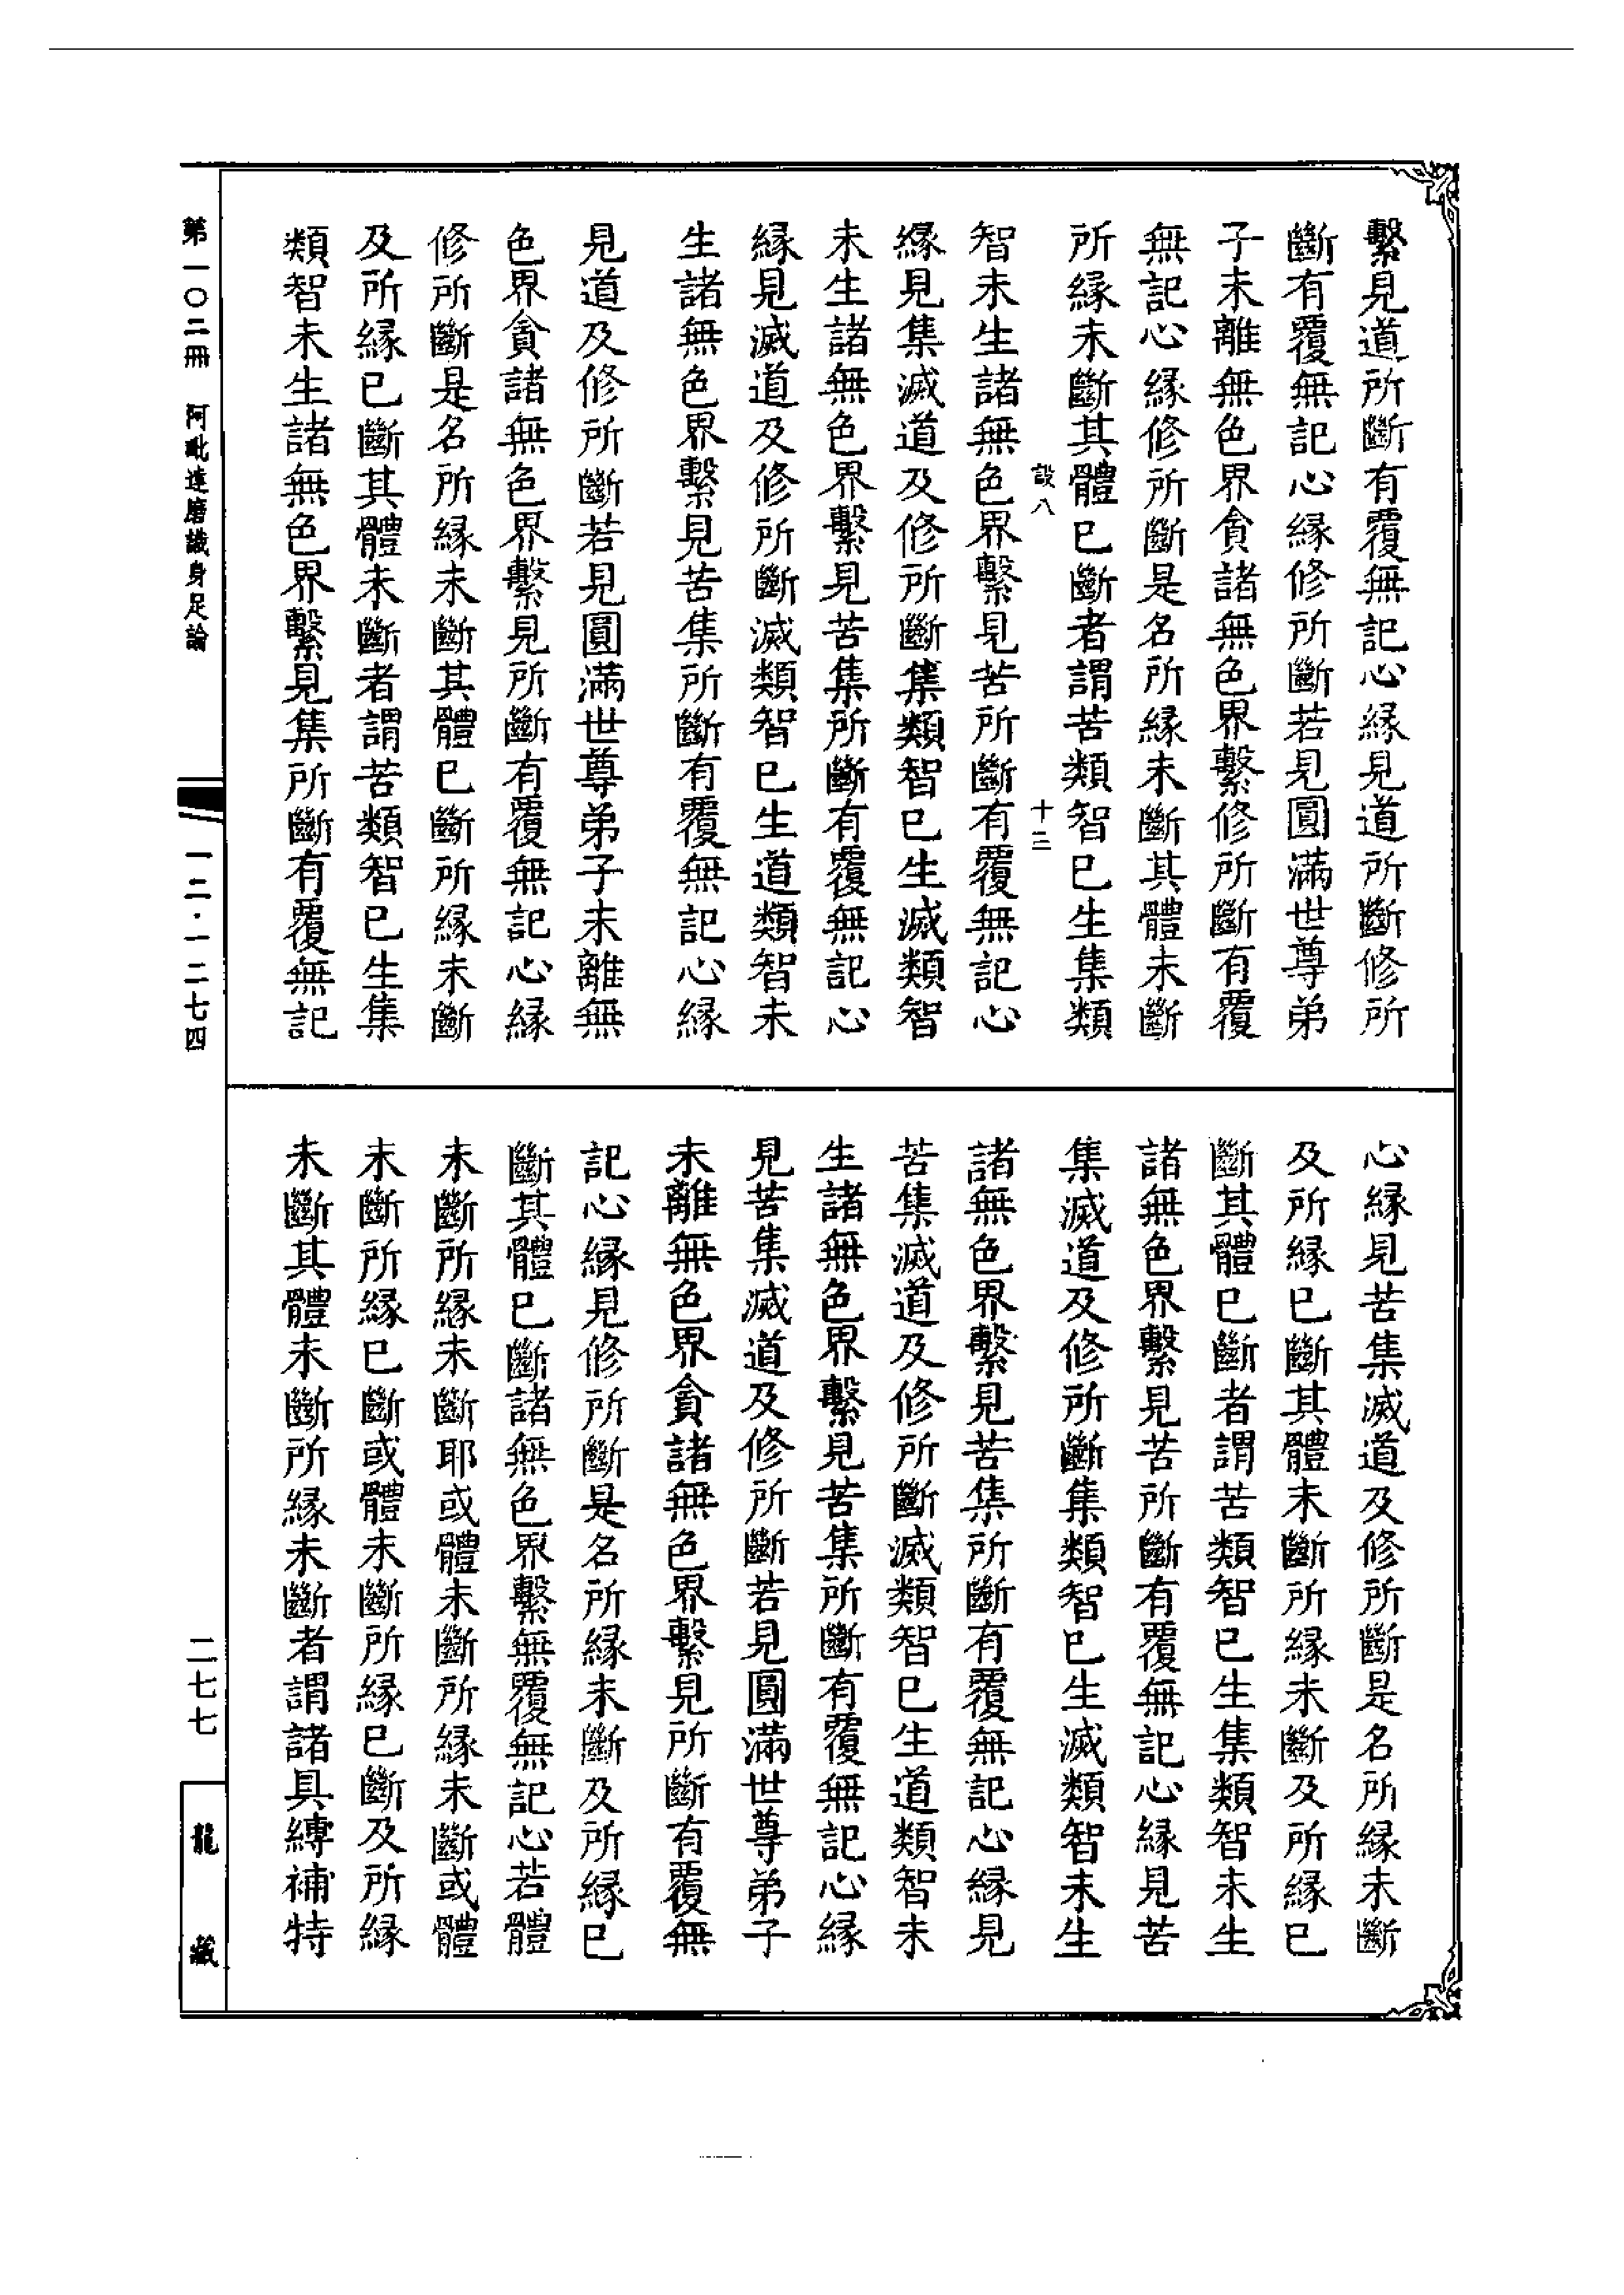 繫見道所斷有覆無記心緣見道所斷修所
斷有覆無記心緣修所斷若見圓滿世尊弟
子未離無色界貪諸無色界繫修所斷有覆
無記心緣修所斷是名所緣未斷其體未斷
所緣未斷其體已斷者謂苦類智已生集類
設八 十三
智未生諸無色界繫見苦所斷有覆無記心
緣見集滅道及修所斷集類智已生滅類智
未生諸無色界繫見苦集所斷有覆無記心
緣見滅道及修所斷滅類智已生道類智未
生諸無色界繫見苦集所斷有覆無記心緣
見道及修所斷若見圓滿世尊弟子未離無
色界貪諸無色界繫見所斷有覆無記心緣
修所斷是名所緣未斷其體已斷所緣未斷
及所緣已斷其體未斷者謂苦類智已生集
類智未生諸無色界繫見集所斷有覆無記
心緣見苦集滅道及修所斷是名所緣未斷
及所緣已斷其體未斷所緣未斷及所緣已
斷其體已斷者謂苦類智已生集類智未生
諸無色界繫見苦所斷有覆無記心緣見苦
集滅道及修所斷集類智已生滅類智未生
諸無色界繫見苦集所斷有覆無記心緣見
苦集滅道及修所斷滅類智已生道類智未
生諸無色界繫見苦集所斷有覆無記心緣
見苦集滅道及修所斷若見圓滿世尊弟子
未離無色界貪諸無色界繫見所斷有覆無
記心緣見修所斷是名所緣未斷及所緣已
斷其體已斷諸無色界繫無覆無記心若體
未斷所緣未斷耶或體未斷所緣未斷或體
未斷所緣已斷或體未斷所緣已斷及所緣
未斷其體未斷所緣未斷者謂諸具縛補特
第一〇二冊 阿毗達磨識身足論
一二·一二七四
二七七
龍藏